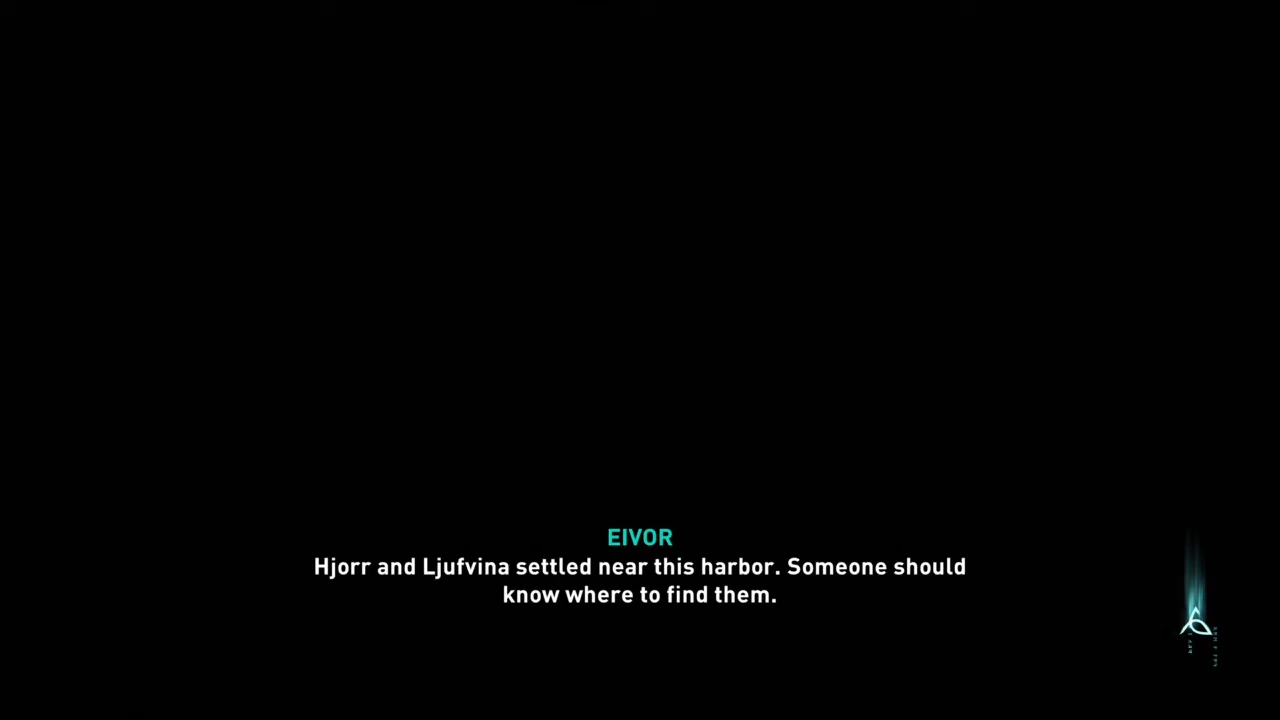 EIVOR
Hjorr and Ljufvina settled near this harbor. Someone should
know where to find them.